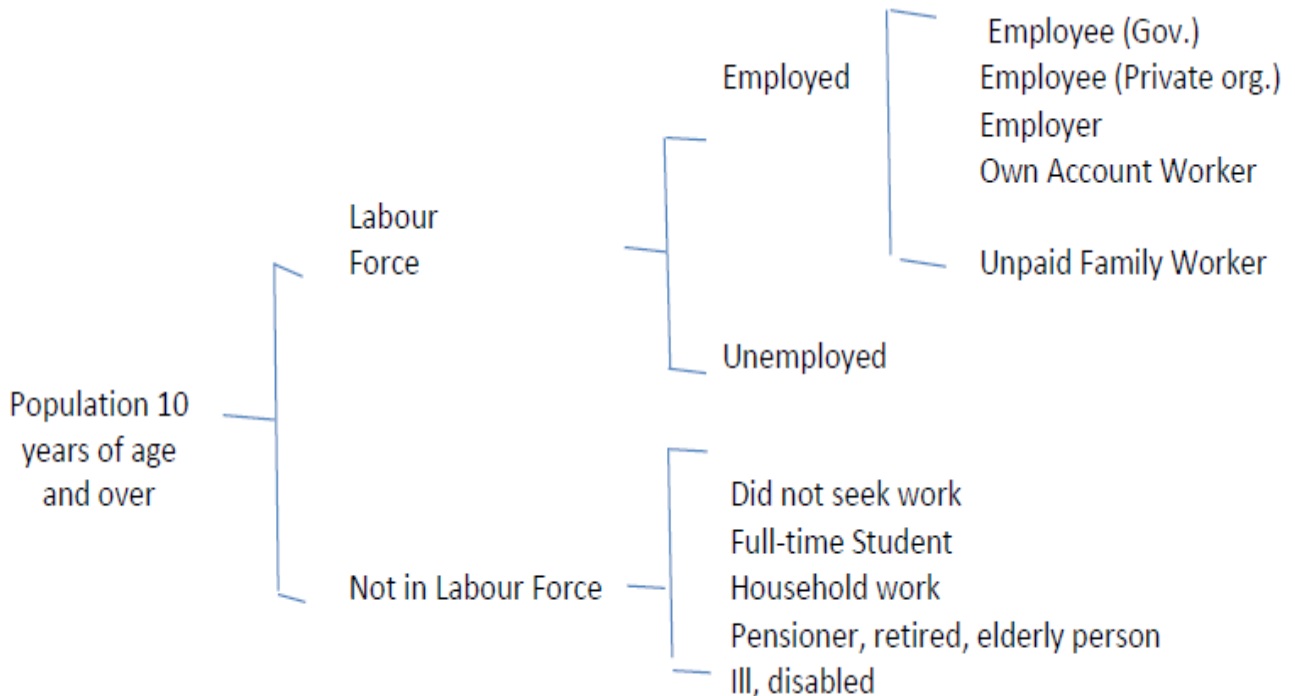 Population 10
years of age
and over
Labour
Force
Employed
Employee (Gov.)
Employee (Private org.)
Employer
Own Account Worker
Unpaid Family Worker
Unemployed
Not in Labour Force
Did not seek work
Full-time Student
Household work
Pensioner, retired, elderly person
Ill, disabled